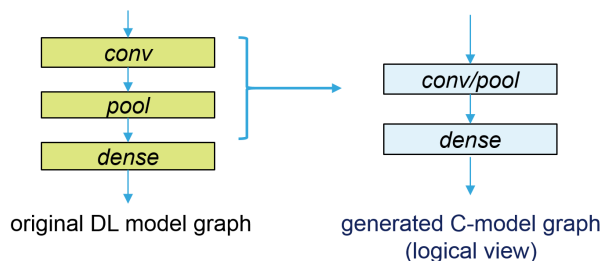 conv
pool
dense
original DL model graph
conv/pool
dense
generated C-model graph
(logical view)